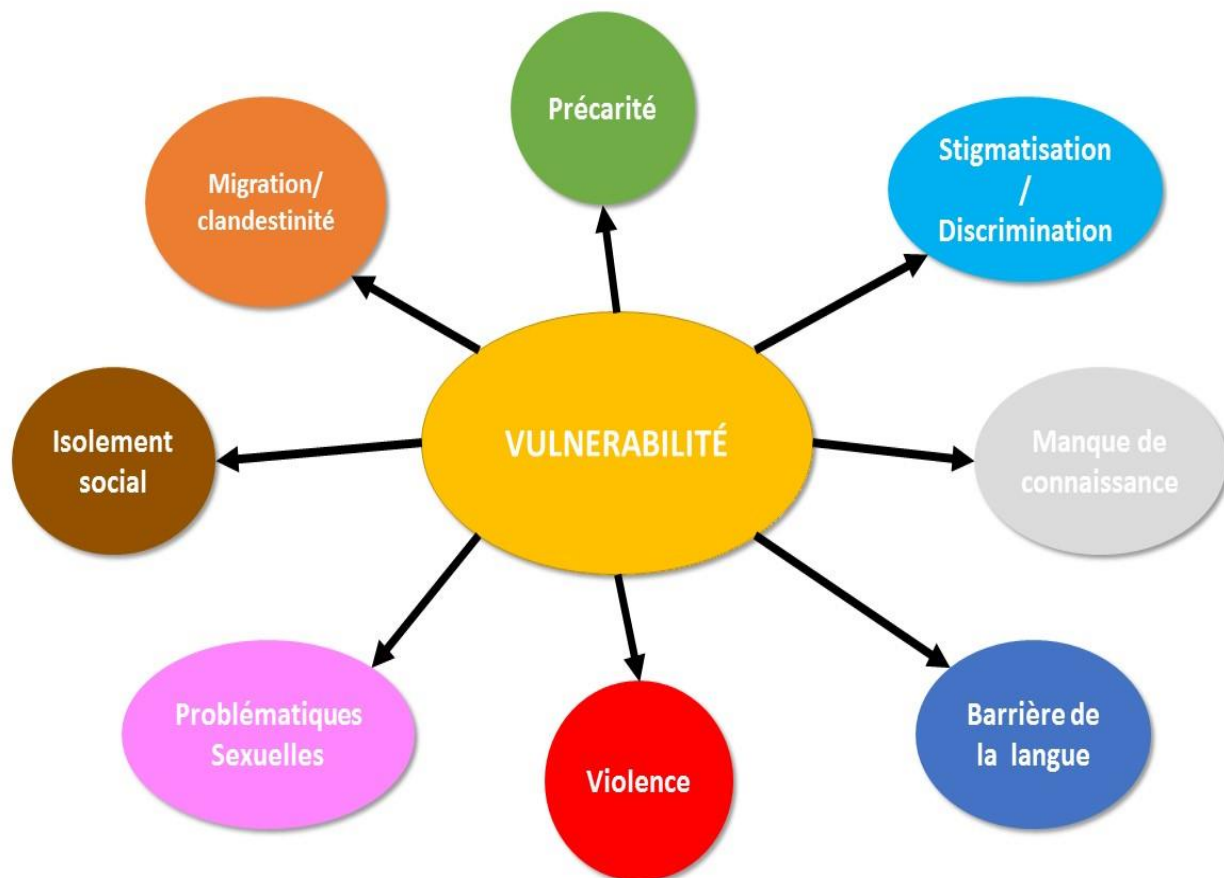 Précarité
Migration/
clandestinité
Stigmatisation
/
Discrimination
Isolement
social
VULNERABILITÉ
Manque de
connaissance
Problématiques
Sexuelles
Violence
Barrière de
la langue